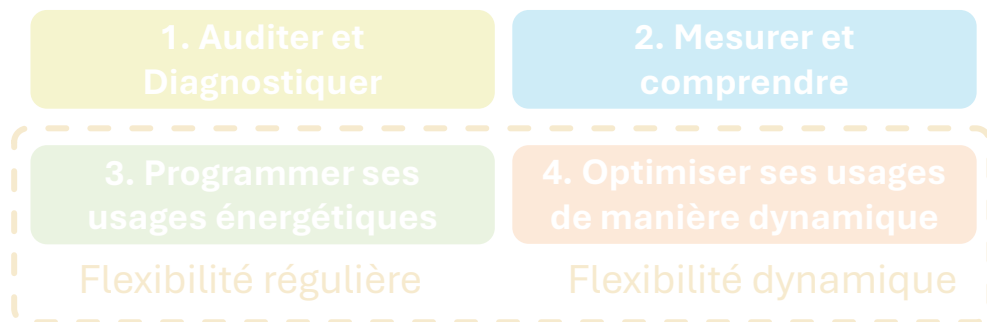 1. Auditer et
Diagnostiquer
2. Mesurer et
comprendre
3. Programmer ses
usages énergétiques
4. Optimiser ses usages
de manière dynamique
Flexibilité régulière
Flexibilité dynamique